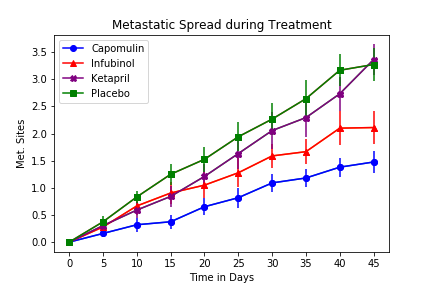 Metastatic Spread during Treatment
Capomulin
Infubinol
Ketapril
Placebo
Met. Sites
3.5
3.0
2.5
2.0
1.5
1.0
0.5
0.0
0 5 10 15 20 25 30 35 40 45
Time in Days